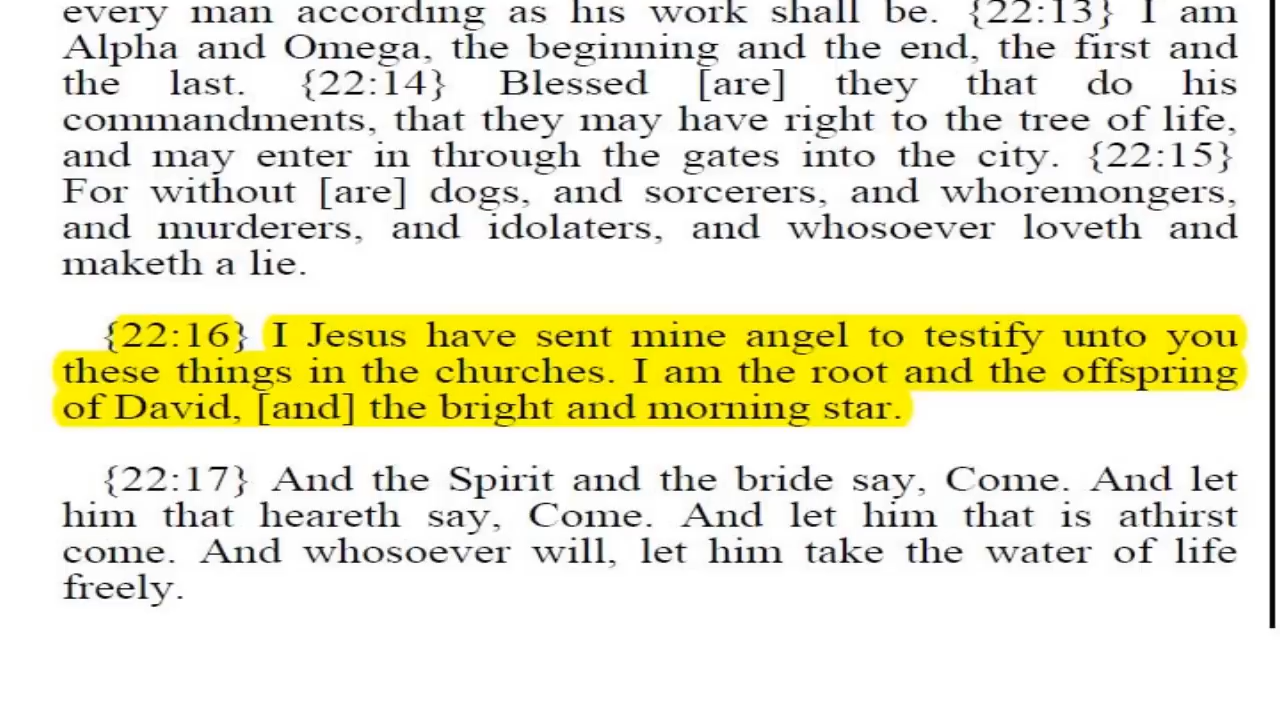 every man according as his work shall be. {22:13} I am
Alpha and Omega, the beginning and the end, the first and
the last. {22:14} Blessed [are] they that do his
commandments, that they may have right to the tree of life,
and may enter in through the gates into the city. {22:15}
For without [are] dogs, and sorcerers, and whoremongers,
and murderers, and idolaters, and whosoever loveth and
maketh a lie.
{22:16} I Jesus have sent mine angel to testify unto you
these things in the churches. I am the root and the offspring
of David, [and] the bright and morning star.
{22:17} And the Spirit and the bride say, Come. And let
him that heareth say, Come. And let him that is athirst
come. And whosoever will, let him take the water of life
freely.